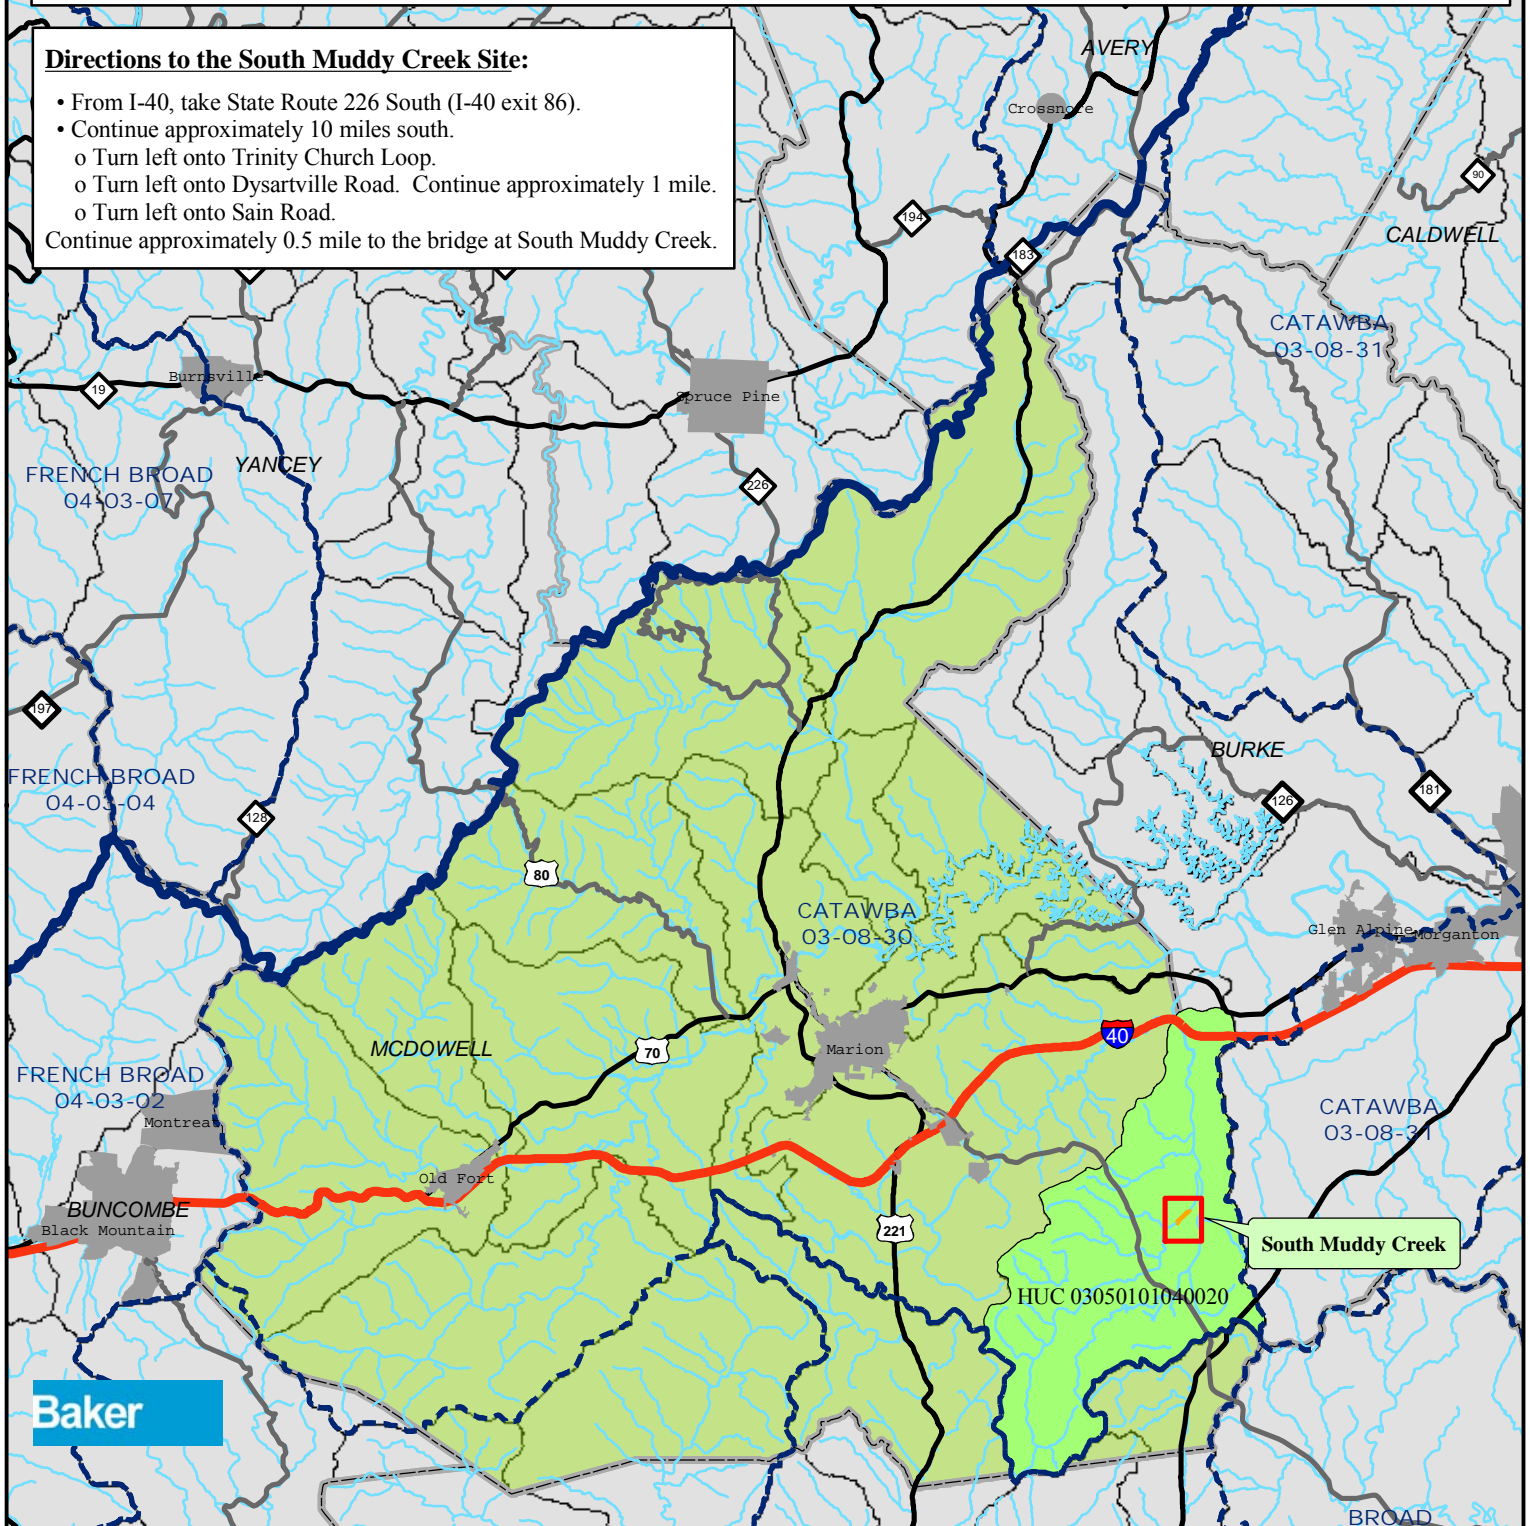 Directions to the South Muddy Creek Site:
• From I-40, take State Route 226 South (I-40 exit 86).
• Continue approximately 10 miles south.
o Turn left onto Trinity Church Loop.
o Turn left onto Dysartville Road. Continue approximately 1 mile.
o Turn left onto Sain Road.
Continue approximately 0.5 mile to the bridge at South Muddy Creek.
AVERY
Crossnore
90
194
CALDWELL
183
CATAWBA
03-08-31
Burnsville
19
Spruce Pine
FRENCH BROAD
04-03-07
YANCEY
226
197
BURKE
FRENCH BROAD
04-03-04
126
181
128
80
CATAWBA
03-08-30
Glen Alpine
Morganton
40
MCDOWELL
70
Marion
FRENCH BROAD
04-03-02
Montreat
CATAWBA
03-08-31
Old Fort
BUNCOMBE
Black Mountain
221
South Muddy Creek
HUC 03050101040020
Baker
BROAD